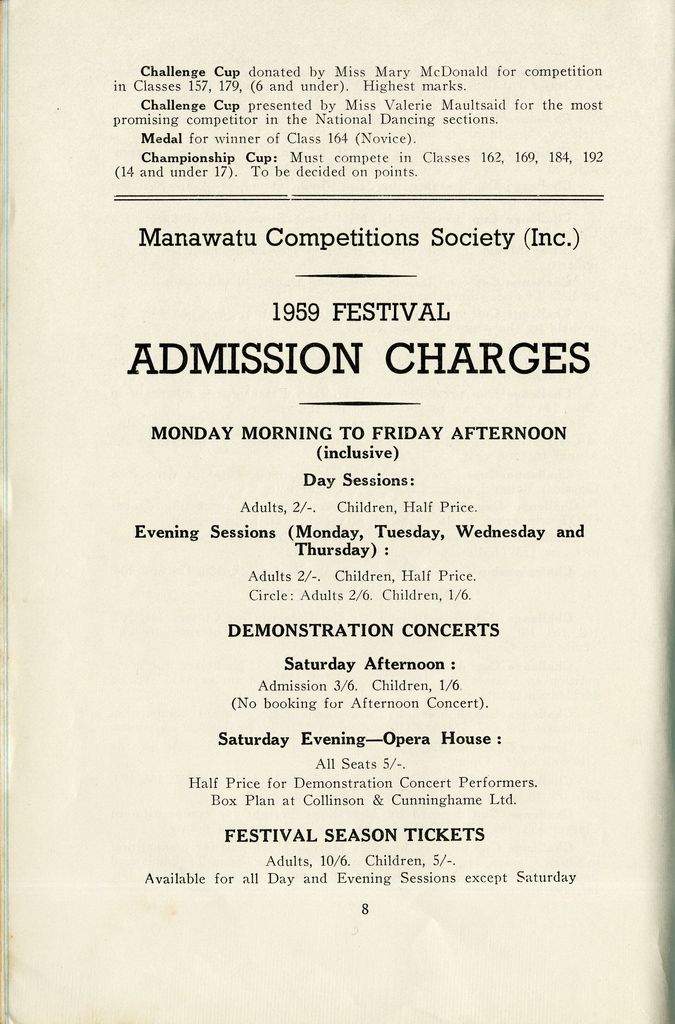 Challenge Cup donated by Miss Mary McDonald for competition
in Classes 157, 179, (6 and under). Highest marks.
Challenge Cup presented by Miss Valerie Maultsaid for the most
promising competitor in the National Dancing sections.
Medal for winner of Class 164 (Novice).
Championship Cup: Must compete in Classes 162, 169, 184, 192
(14 and under 17). To be decided on points.
Manawatu Competitions Society (Inc.)
1959 FESTIVAL
ADMISSION CHARGES
MONDAY MORNING TO FRIDAY AFTERNOON
(inclusive)
Day Sessions:
Adults, 2/-. Children, Half Price.
Evening Sessions (Monday, Tuesday, Wednesday and
Thursday) :
Adults 2/-. Children, Half Price.
Circle: Adults 2/6. Children, 1/6.
DEMONSTRATION CONCERTS
Saturday Afternoon :
Admission 3/6. Children, 1/6
(No booking for Afternoon Concert).
Saturday Evening—Opera House :
All Seats 5/-.
Half Price for Demonstration Concert Performers.
Box Plan at Collinson & Cunninghame Ltd.
FESTIVAL SEASON TICKETS
Adults, 10/6. Children, 5/-.
Available for all Day and Evening Sessions except Saturday
8